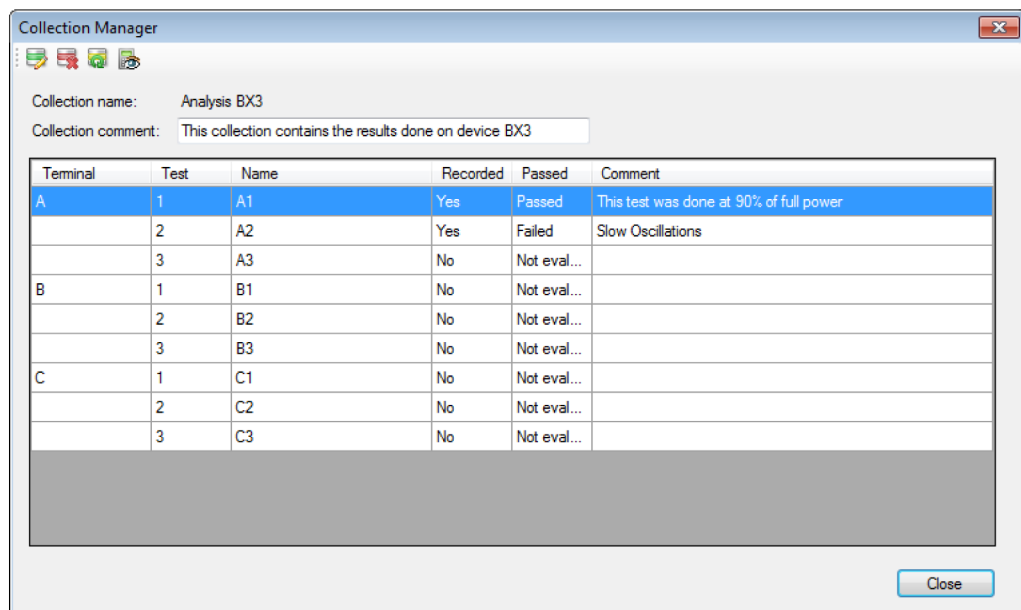 Collection Manager
Collection name: Analysis BX3
Collection comment: This collection contains the results done on device BX3
Terminal Test Name Recorded Passed Comment
A 1 A1 Yes Passed This test was done at 90% of full power
2 A2 Yes Failed Slow Oscillations
3 A3 No Not eval...
B 1 B1 No Not eval...
2 B2 No Not eval...
3 B3 No Not eval...
C 1 C1 No Not eval...
2 C2 No Not eval...
3 C3 No Not eval...
Close